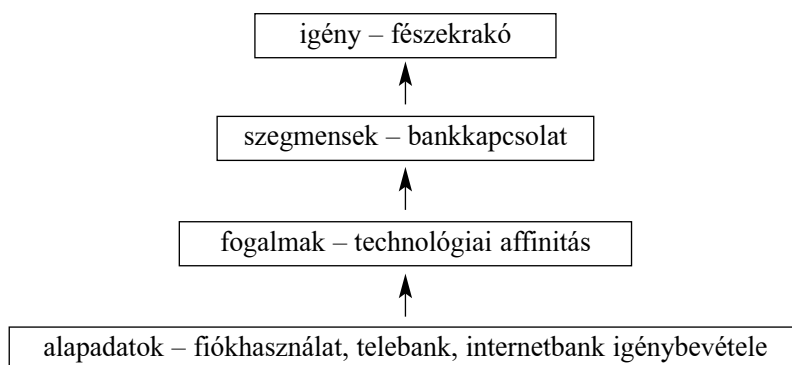 igény – fészekrakó
szegmensek – bankkapcsolat
fogalmak – technológiai affinitás
alapadatok – fiókhasználat, telebank, internetbank igénybevétele